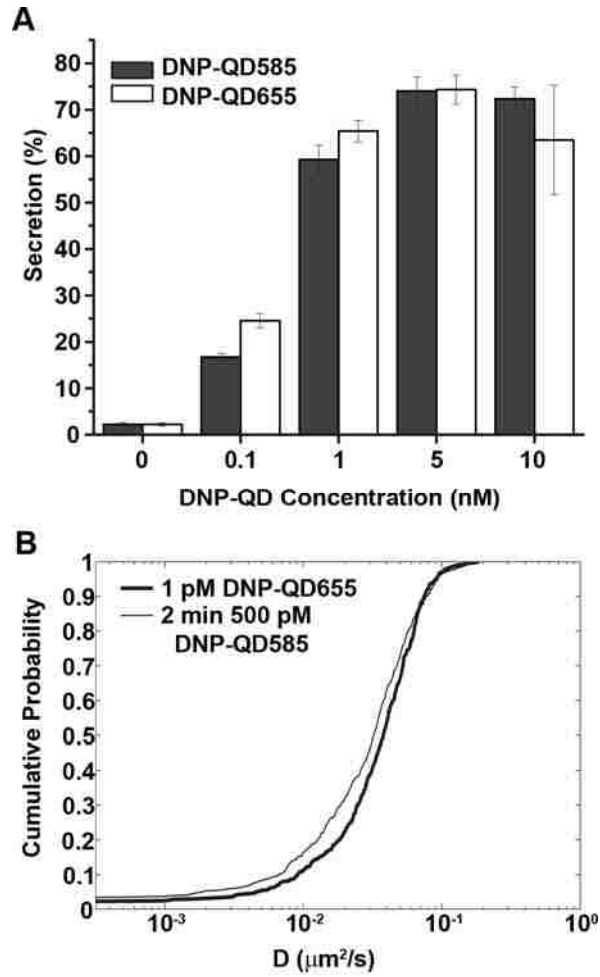 A
DNP-QD585
DNP-QD655
80
70
60
50
40
30
20
10
0
Secretion (%)
0 0.1 1 5 10
DNP-QD Concentration (nM)
B
1 pM DNP-QD655
2 min 500 pM
DNP-QD585
1
0.9
0.8
0.7
0.6
0.5
0.4
0.3
0.2
0.1
0
Cumulative Probability
10⁻³ 10⁻² 10⁻¹ 10⁰
D (μm²/s)